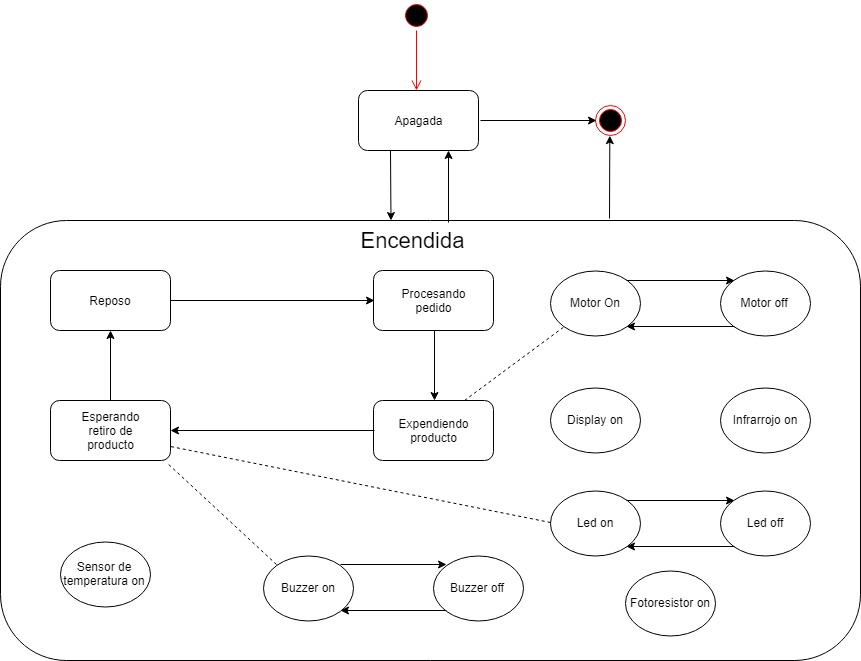 Apagada
Encendida
Reposo
Procesando
pedido
Motor On
Motor off
Esperando
retiro de
producto
Expendiendo
producto
Display on
Infrarrojo on
Led on
Led off
Sensor de
temperatura on
Buzzer on
Buzzer off
Fotoresistor on